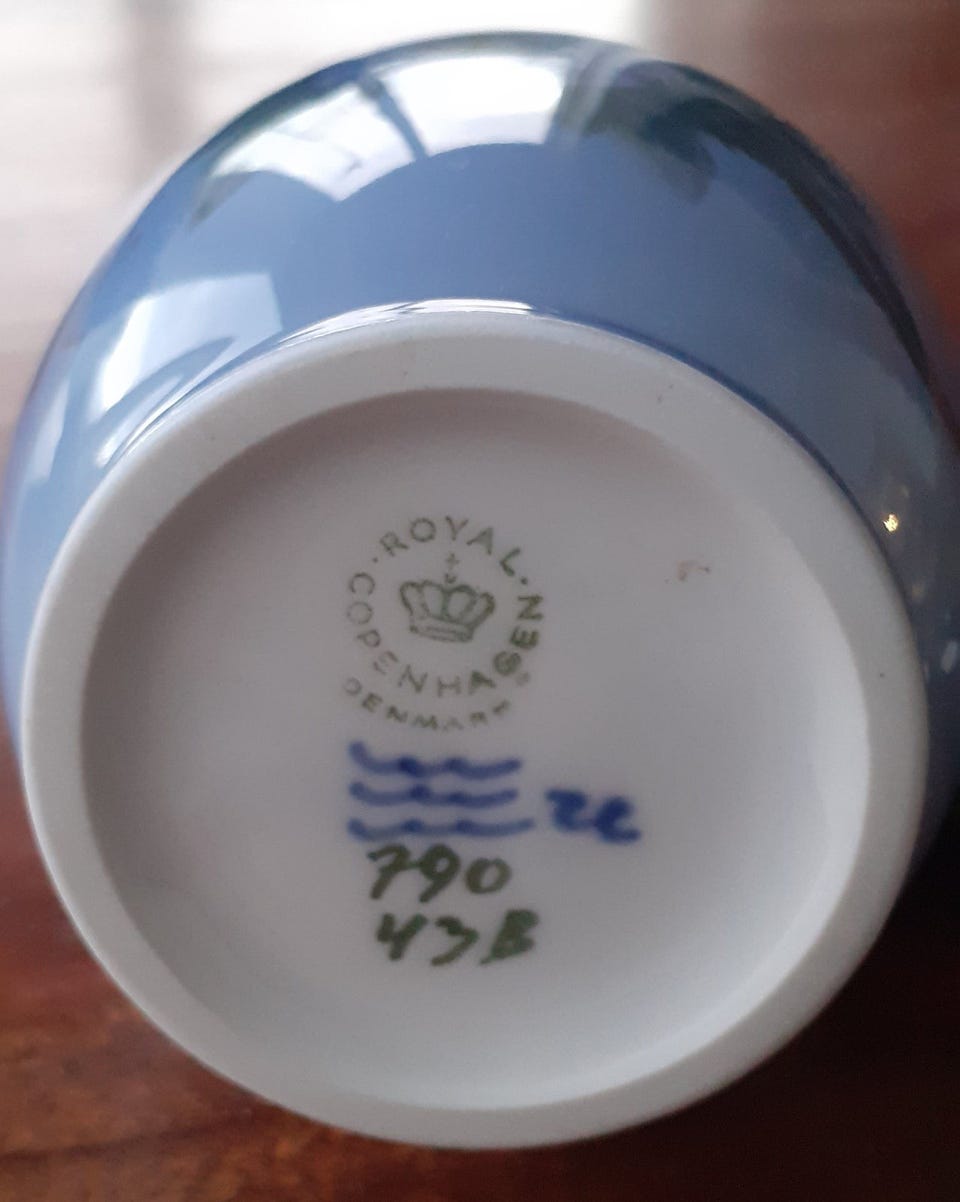 ROYAL
COPENHAGEN
DENMARK
790
43B